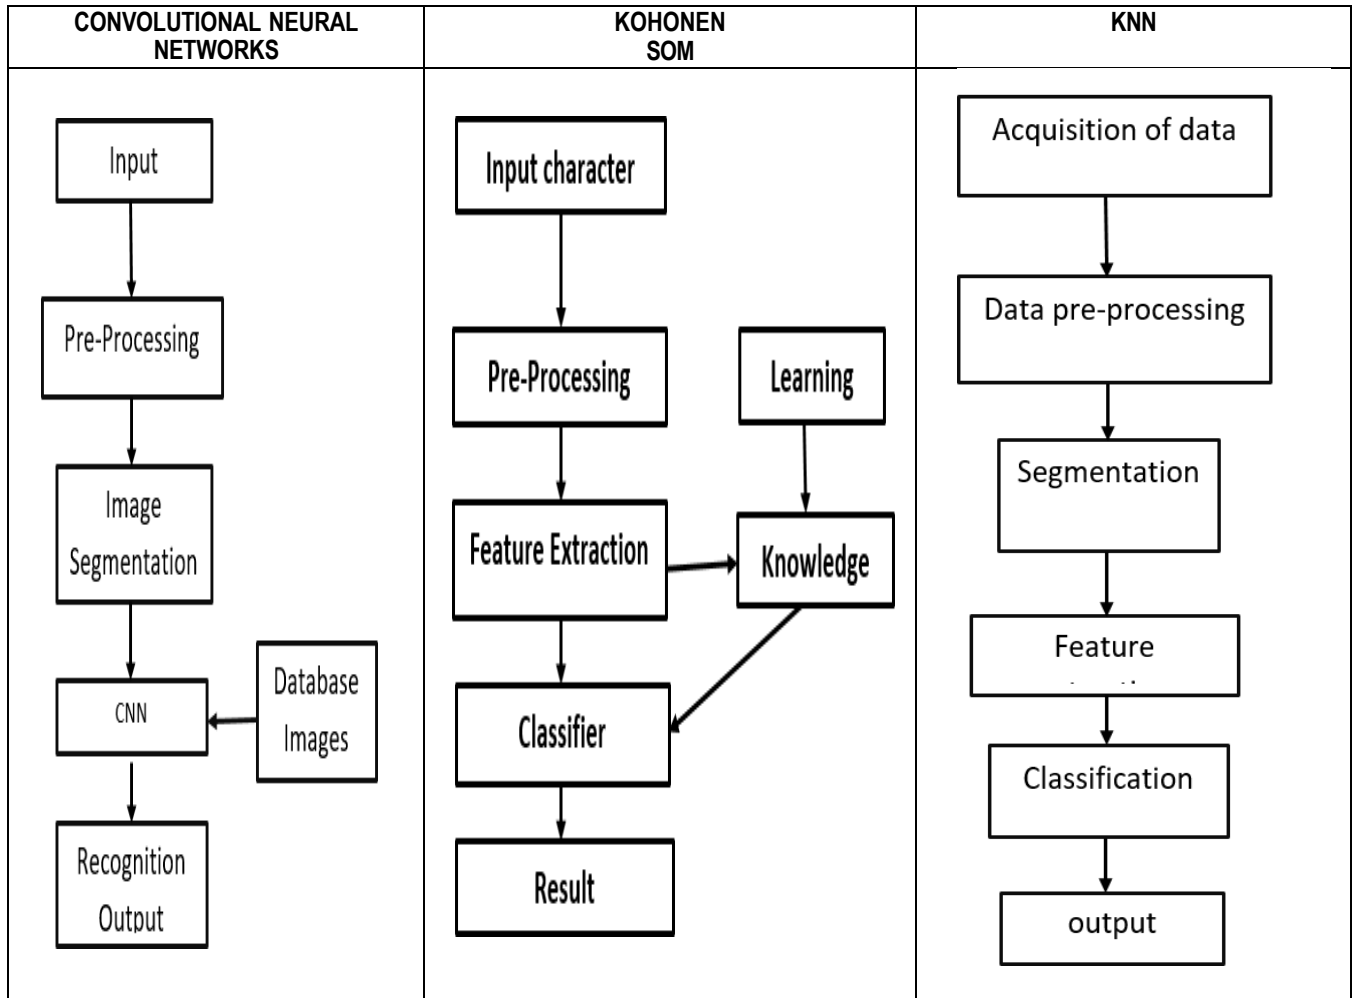 CONVOLUTIONAL NEURAL
NETWORKS
KOHONEN
SOM
KNN
Input
Pre-Processing
Image
Segmentation
CNN
Database
Images
Recognition
Output
Input character
Pre-Processing
Learning
Feature Extraction
Knowledge
Classifier
Result
Acquisition of data
Data pre-processing
Segmentation
Feature
Classification
output